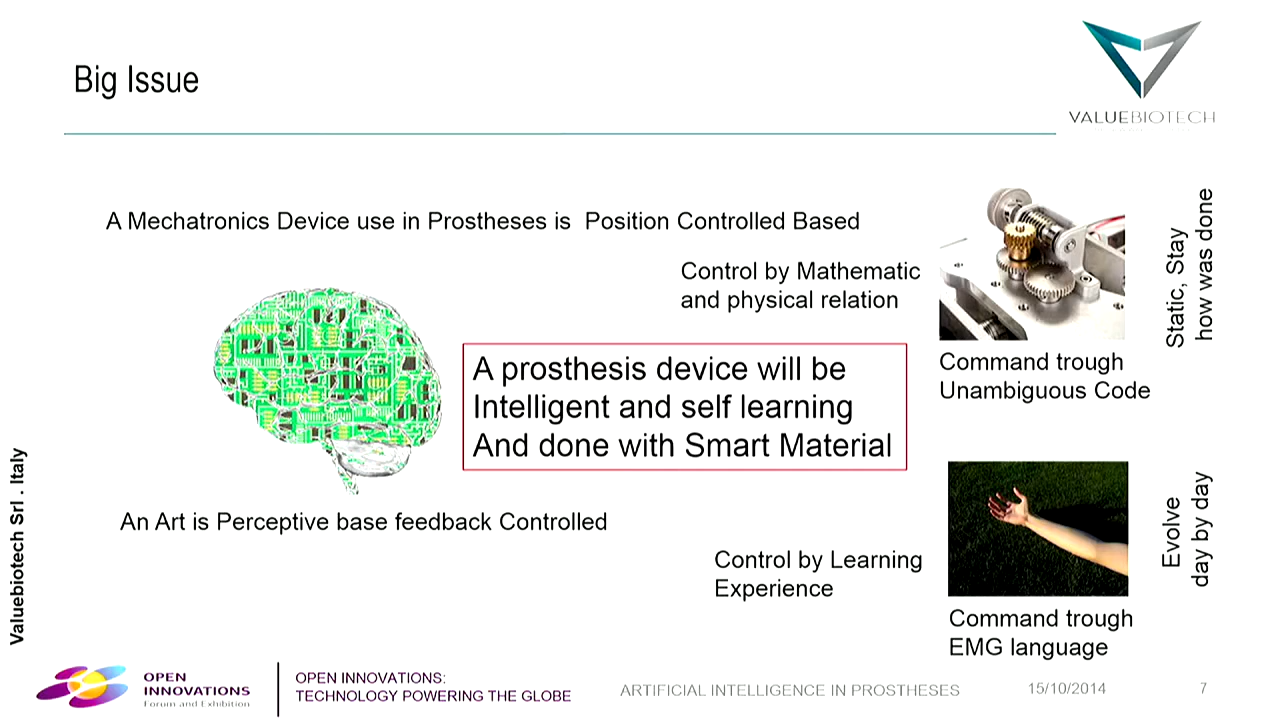 Big Issue
VALUEBIOTECH
A Mechatronics Device use in Prostheses is Position Controlled Based
Control by Mathematic
and physical relation
Static, Stay
how was done
Command trough
Unambiguous Code
A prosthesis device will be
Intelligent and self learning
And done with Smart Material
An Art is Perceptive base feedback Controlled
Control by Learning
Experience
Evolve
day by day
Command trough
EMG language
Valuebiotech Srl . Italy
OPEN
INNOVATIONS
Forum and Exhibition
OPEN INNOVATIONS:
TECHNOLOGY POWERING THE GLOBE
ARTIFICIAL INTELLIGENCE IN PROSTHESES
15/10/2014
7